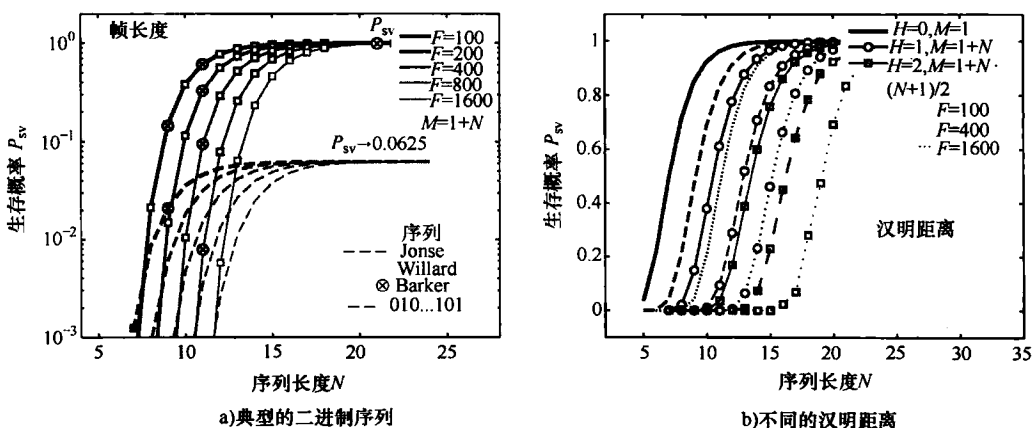 帧长度
P_sv
F=100
F=200
F=400
F=800
F=1600
M=1+N
P_sv→0.0625
序列
Jonse
Willard
Barker
010...101
生存概率 P_sv
10^0
10^-1
10^-2
10^-3
5 10 15 20 25
序列长度N
a)典型的二进制序列
H=0,M=1
H=1,M=1+N
H=2,M=1+N·
(N+1)/2
F=100
F=400
F=1600
汉明距离
生存概率 P_sv
1
0.8
0.6
0.4
0.2
0
5 10 15 20 25 30 35
序列长度N
b)不同的汉明距离